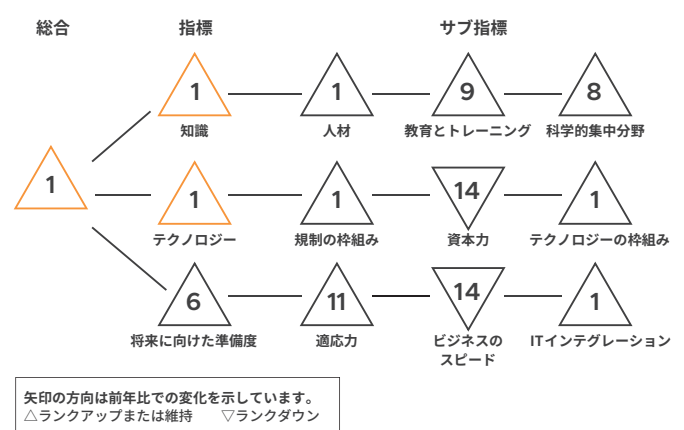 総合 指標 サブ指標
1 1 9 8
知識 人材 教育とトレーニング 科学的集中分野
1
1 1 14 1
テクノロジー 規制の枠組み 資本力 テクノロジーの枠組み
6 11 14 1
将来に向けた準備度 適応力 ビジネスの ITインテグレーション
スピード
矢印の方向は前年比での変化を示しています。
△ランクアップまたは維持 ▽ランクダウン